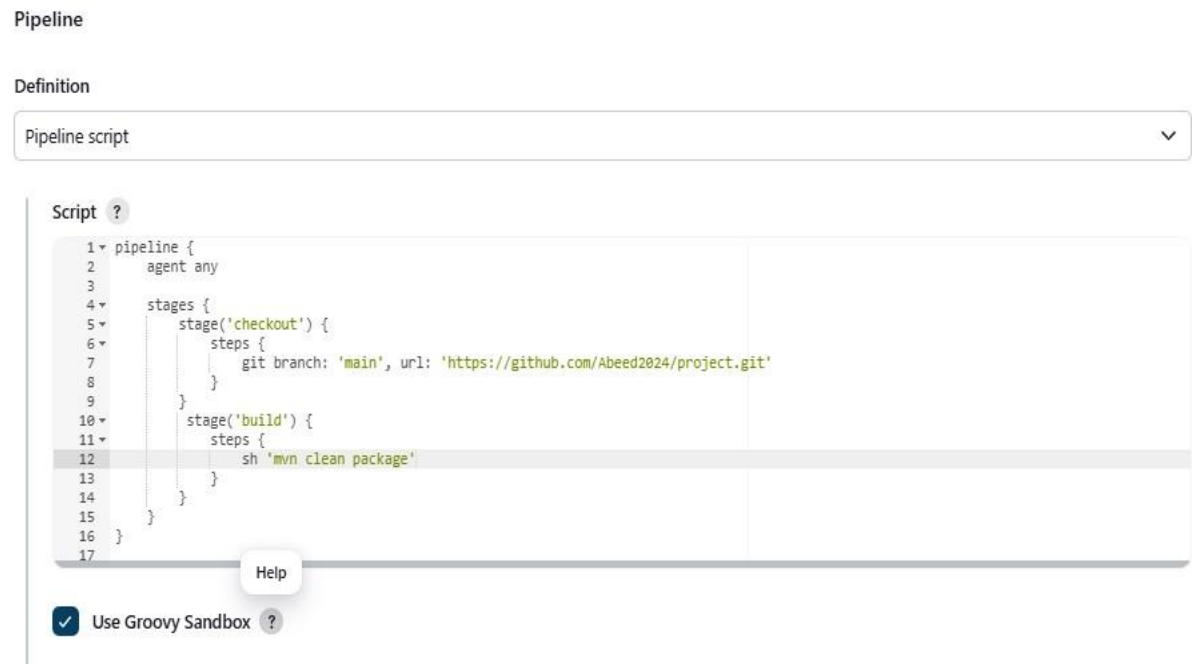 Pipeline
Definition
Pipeline script
Script ?
1 pipeline {
2     agent any
3
4     stages {
5         stage('checkout') {
6             steps {
7                 git branch: 'main', url: 'https://github.com/Abeed2024/project.git'
8             }
9         }
10          stage('build') {
11             steps {
12                 sh 'mvn clean package'
13             }
14         }
15     }
16 }
17
Help
Use Groovy Sandbox ?